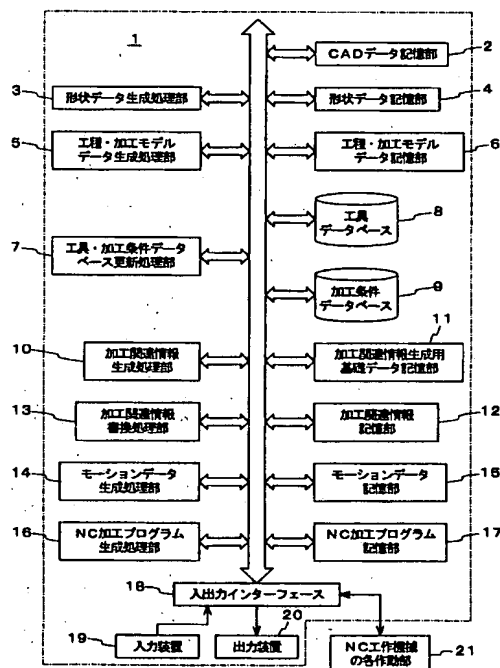 1
CADデータ記憶部
2
3
形状データ生成処理部
形状データ記憶部
4
5
工程・加工モデル
データ生成処理部
工程・加工モデル
データ記憶部
6
工具
データベース
8
7
工具・加工条件データ
ベース更新処理部
加工条件
データベース
9
10
加工関連情報
生成処理部
11
加工関連情報生成用
基礎データ記憶部
13
加工関連情報
書換処理部
加工関連情報
記憶部
12
14
モーションデータ
生成処理部
モーションデータ
記憶部
15
16
NC加工プログラム
生成処理部
NC加工プログラム
記憶部
17
18
入出力インターフェース
19
入力装置
20
出力装置
NC工作機械
の各作動部
21